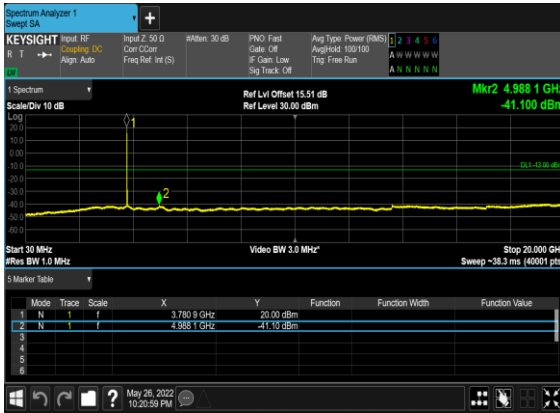 Spectrum Analyzer 1
Swept SA
KEYSIGHT
R T
Input: RF
Coupling: DC
Align: Auto
Input Z: 50 Ω
Corr CCorr
Freq Ref: Int (S)
#Atten: 30 dB
PNO: Fast
Gate: Off
IF Gain: Low
Sig Track: Off
Avg Type: Power (RMS)
Avg|Hold: 100/100
Trig: Free Run
1 2 3 4 5 6
A W W W W W
A N N N N N
1 Spectrum
Scale/Div 10 dB
Ref Lvl Offset 15.51 dB
Ref Level 30.00 dBm
Mkr2 4.988 1 GHz
-41.100 dBm
Log
20.0
10.0
0.00
-10.0
-20.0
-30.0
-40.0
-50.0
-60.0
1
2
DL1 -13.00 dBm
Start 30 MHz
#Res BW 1.0 MHz
Video BW 3.0 MHz*
Stop 20.000 GHz
Sweep ~38.3 ms (40001 pts)
5 Marker Table
Mode Trace Scale X Y Function Function Width Function Value
1 N 1 f 3.780 9 GHz 20.00 dBm
2 N 1 f 4.988 1 GHz -41.10 dBm
3
4
5
6
?
May 26, 2022
10:20:59 PM